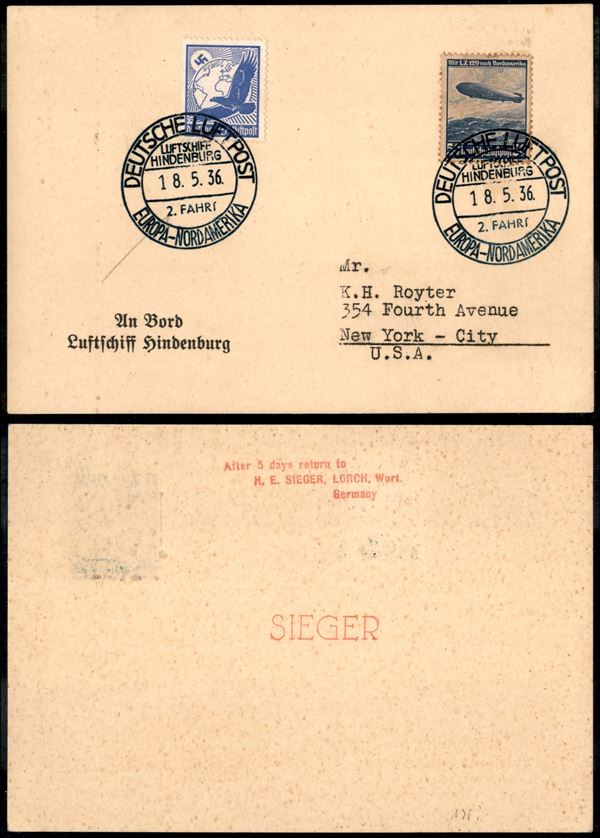 Mit LZ 129 nach Nordamerika
DEUTSCHE LUFTPOST
LUFTSCHIFF
HINDENBURG
18.5.36.
2. FAHRT
EUROPA-NORDAMERIKA
DEUTSCHE LUFTPOST
LUFTSCHIFF
HINDENBURG
18.5.36.
2. FAHRT
EUROPA-NORDAMERIKA
Mr.
K.H. Royter
354 Fourth Avenue
New York - City
U.S.A.
An Bord
Luftschiff Hindenburg
After 5 days return to
H. E. SIEGER, LORCH, Wurt.
Germany
SIEGER